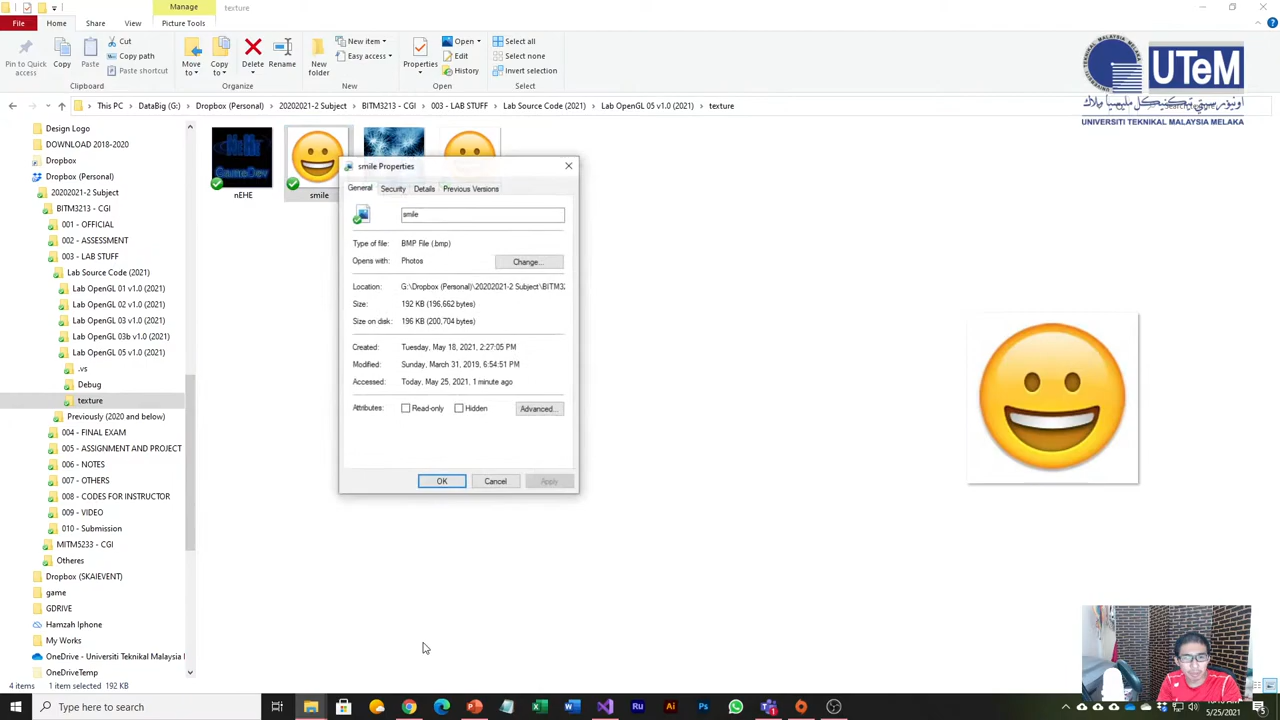 Manage
texture
File
Home
Share
View
Picture Tools
Pin to Quick access
Copy
Paste
Cut
Copy path
Paste shortcut
Clipboard
Move to
Copy to
Delete
Rename
Organize
New folder
New item
Easy access
New
Properties
Open
Edit
History
Open
Select all
Select none
Invert selection
Select
UTeM
اونيۏرسيتي تيكنيكل مليسيا ملاك
UNIVERSITI TEKNIKAL MALAYSIA MELAKA
This PC
DataBig (G:)
Dropbox (Personal)
20202021-2 Subject
BITM3213 - CGI
003 - LAB STUFF
Lab Source Code (2021)
Lab OpenGL 05 v1.0 (2021)
texture
Design Logo
DOWNLOAD 2018-2020
Dropbox
Dropbox (Personal)
20202021-2 Subject
BITM3213 - CGI
001 - OFFICIAL
002 - ASSESSMENT
003 - LAB STUFF
Lab Source Code (2021)
Lab OpenGL 01 v1.0 (2021)
Lab OpenGL 02 v1.0 (2021)
Lab OpenGL 03 v1.0 (2021)
Lab OpenGL 03b v1.0 (2021)
Lab OpenGL 05 v1.0 (2021)
.vs
Debug
texture
Previously (2020 and below)
004 - FINAL EXAM
005 - ASSIGNMENT AND PROJECT
006 - NOTES
007 - OTHERS
008 - CODES FOR INSTRUCTOR
009 - VIDEO
010 - Submission
MITM5233 - CGI
Otheres
Dropbox (SKAIEVENT)
game
GDRIVE
Hamzah Iphone
My Works
OneDrive - Universiti Teknikal Malaysia
OneDriveTemp
NeHe
GameDev
nEHE
smile
smile Properties
General
Security
Details
Previous Versions
smile
Type of file:
BMP File (.bmp)
Opens with:
Photos
Change...
Location:
G:\Dropbox (Personal)\20202021-2 Subject\BITM3
Size:
192 KB (196,662 bytes)
Size on disk:
196 KB (200,704 bytes)
Created:
Tuesday, May 18, 2021, 2:27:05 PM
Modified:
Sunday, March 31, 2019, 6:54:51 PM
Accessed:
Today, May 25, 2021, 1 minute ago
Attributes:
Read-only
Hidden
Advanced...
OK
Cancel
Apply
4 items
1 item selected 192 KB
Type here to search
Ru
Ai
5/25/2021